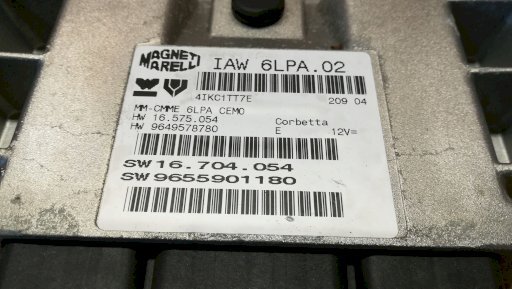 MAGNETI MARELLI
IAW 6LPA.02
4IKC1TT7E 209 04
MM-CMME 6LPA CEMC
HW 16.575.054 Corbetta
HW 9649578780 E 12V=
SW 16.704.054
SW 9655901180